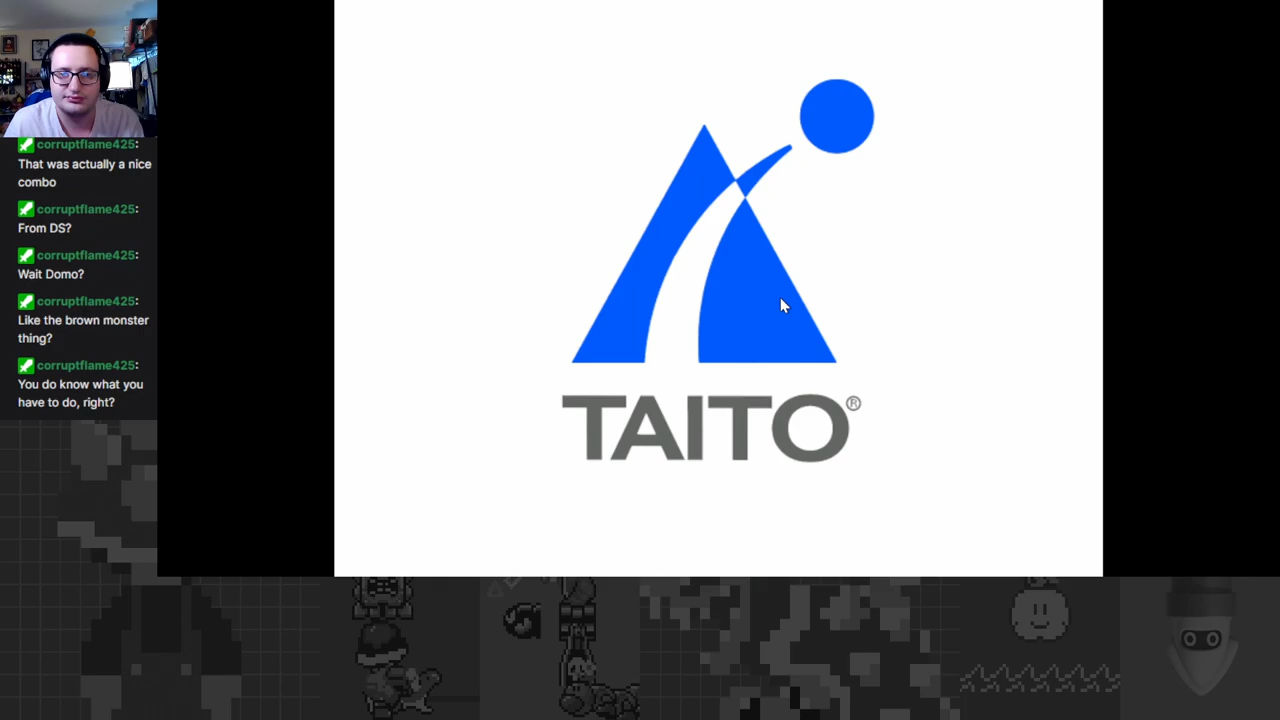 corruptflame425:
That was actually a nice
combo
corruptflame425:
From DS?
corruptflame425:
Wait Domo?
corruptflame425:
Like the brown monster
thing?
corruptflame425:
You do know what you
have to do, right?
TAITO®